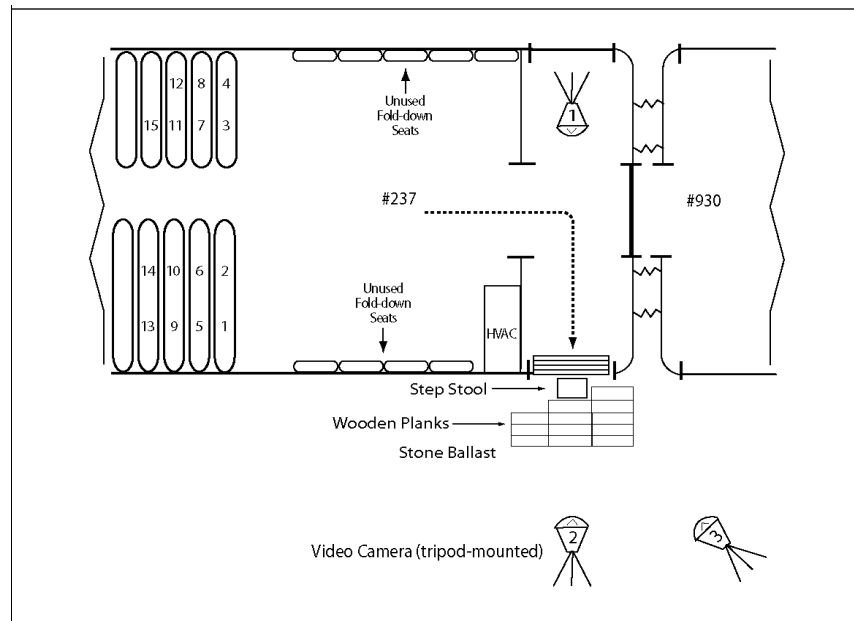 12 8 4
15 11 7 3
Unused
Fold-down
Seats
1
#237
#930
14 10 6 2
13 9 5 1
Unused
Fold-down
Seats
HVAC
Step Stool
Wooden Planks
Stone Ballast
Video Camera (tripod-mounted)
2
3